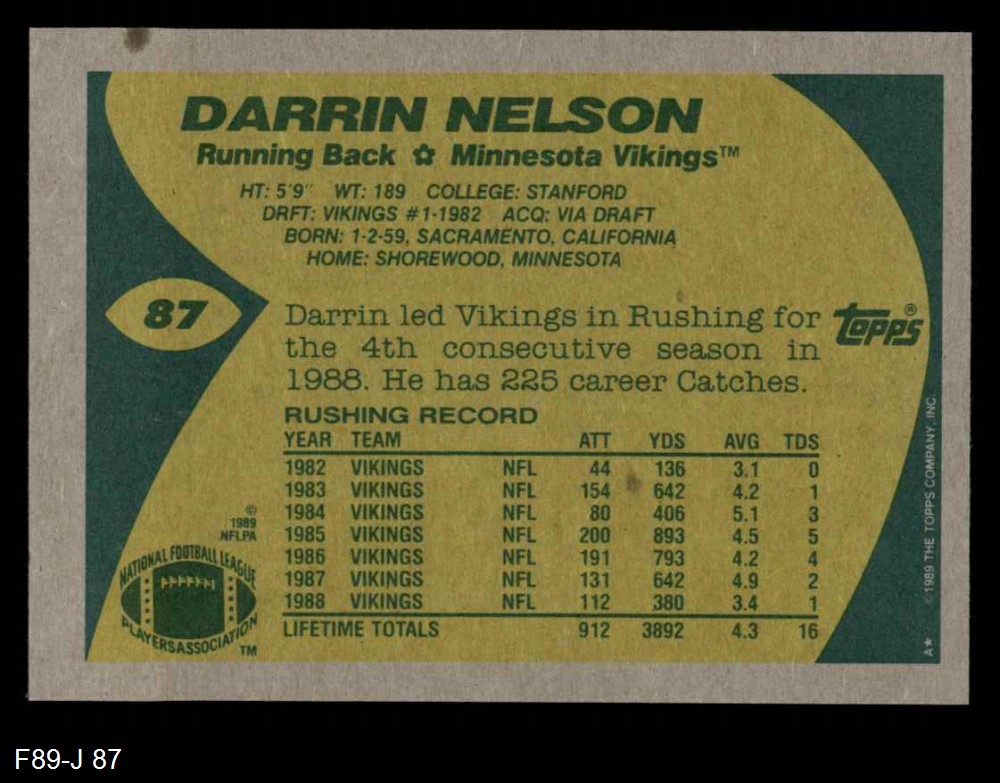 DARRIN NELSON
Running Back ✿ Minnesota Vikings™
HT: 5'9" WT: 189 COLLEGE: STANFORD
DRFT: VIKINGS #1-1982 ACQ: VIA DRAFT
BORN: 1-2-59, SACRAMENTO, CALIFORNIA
HOME: SHOREWOOD, MINNESOTA
87
Darrin led Vikings in Rushing for
the 4th consecutive season in
1988. He has 225 career Catches.
topps®
RUSHING RECORD
YEAR TEAM ATT YDS AVG TDS
1982 VIKINGS NFL 44 136 3.1 0
1983 VIKINGS NFL 154 642 4.2 1
1984 VIKINGS NFL 80 406 5.1 3
1985 VIKINGS NFL 200 893 4.5 5
1986 VIKINGS NFL 191 793 4.2 4
1987 VIKINGS NFL 131 642 4.9 2
1988 VIKINGS NFL 112 380 3.4 1
LIFETIME TOTALS 912 3892 4.3 16
©
1989
NFLPA
NATIONAL FOOTBALL LEAGUE
PLAYERS ASSOCIATION
TM
© 1989 THE TOPPS COMPANY, INC.
A★
F89-J 87